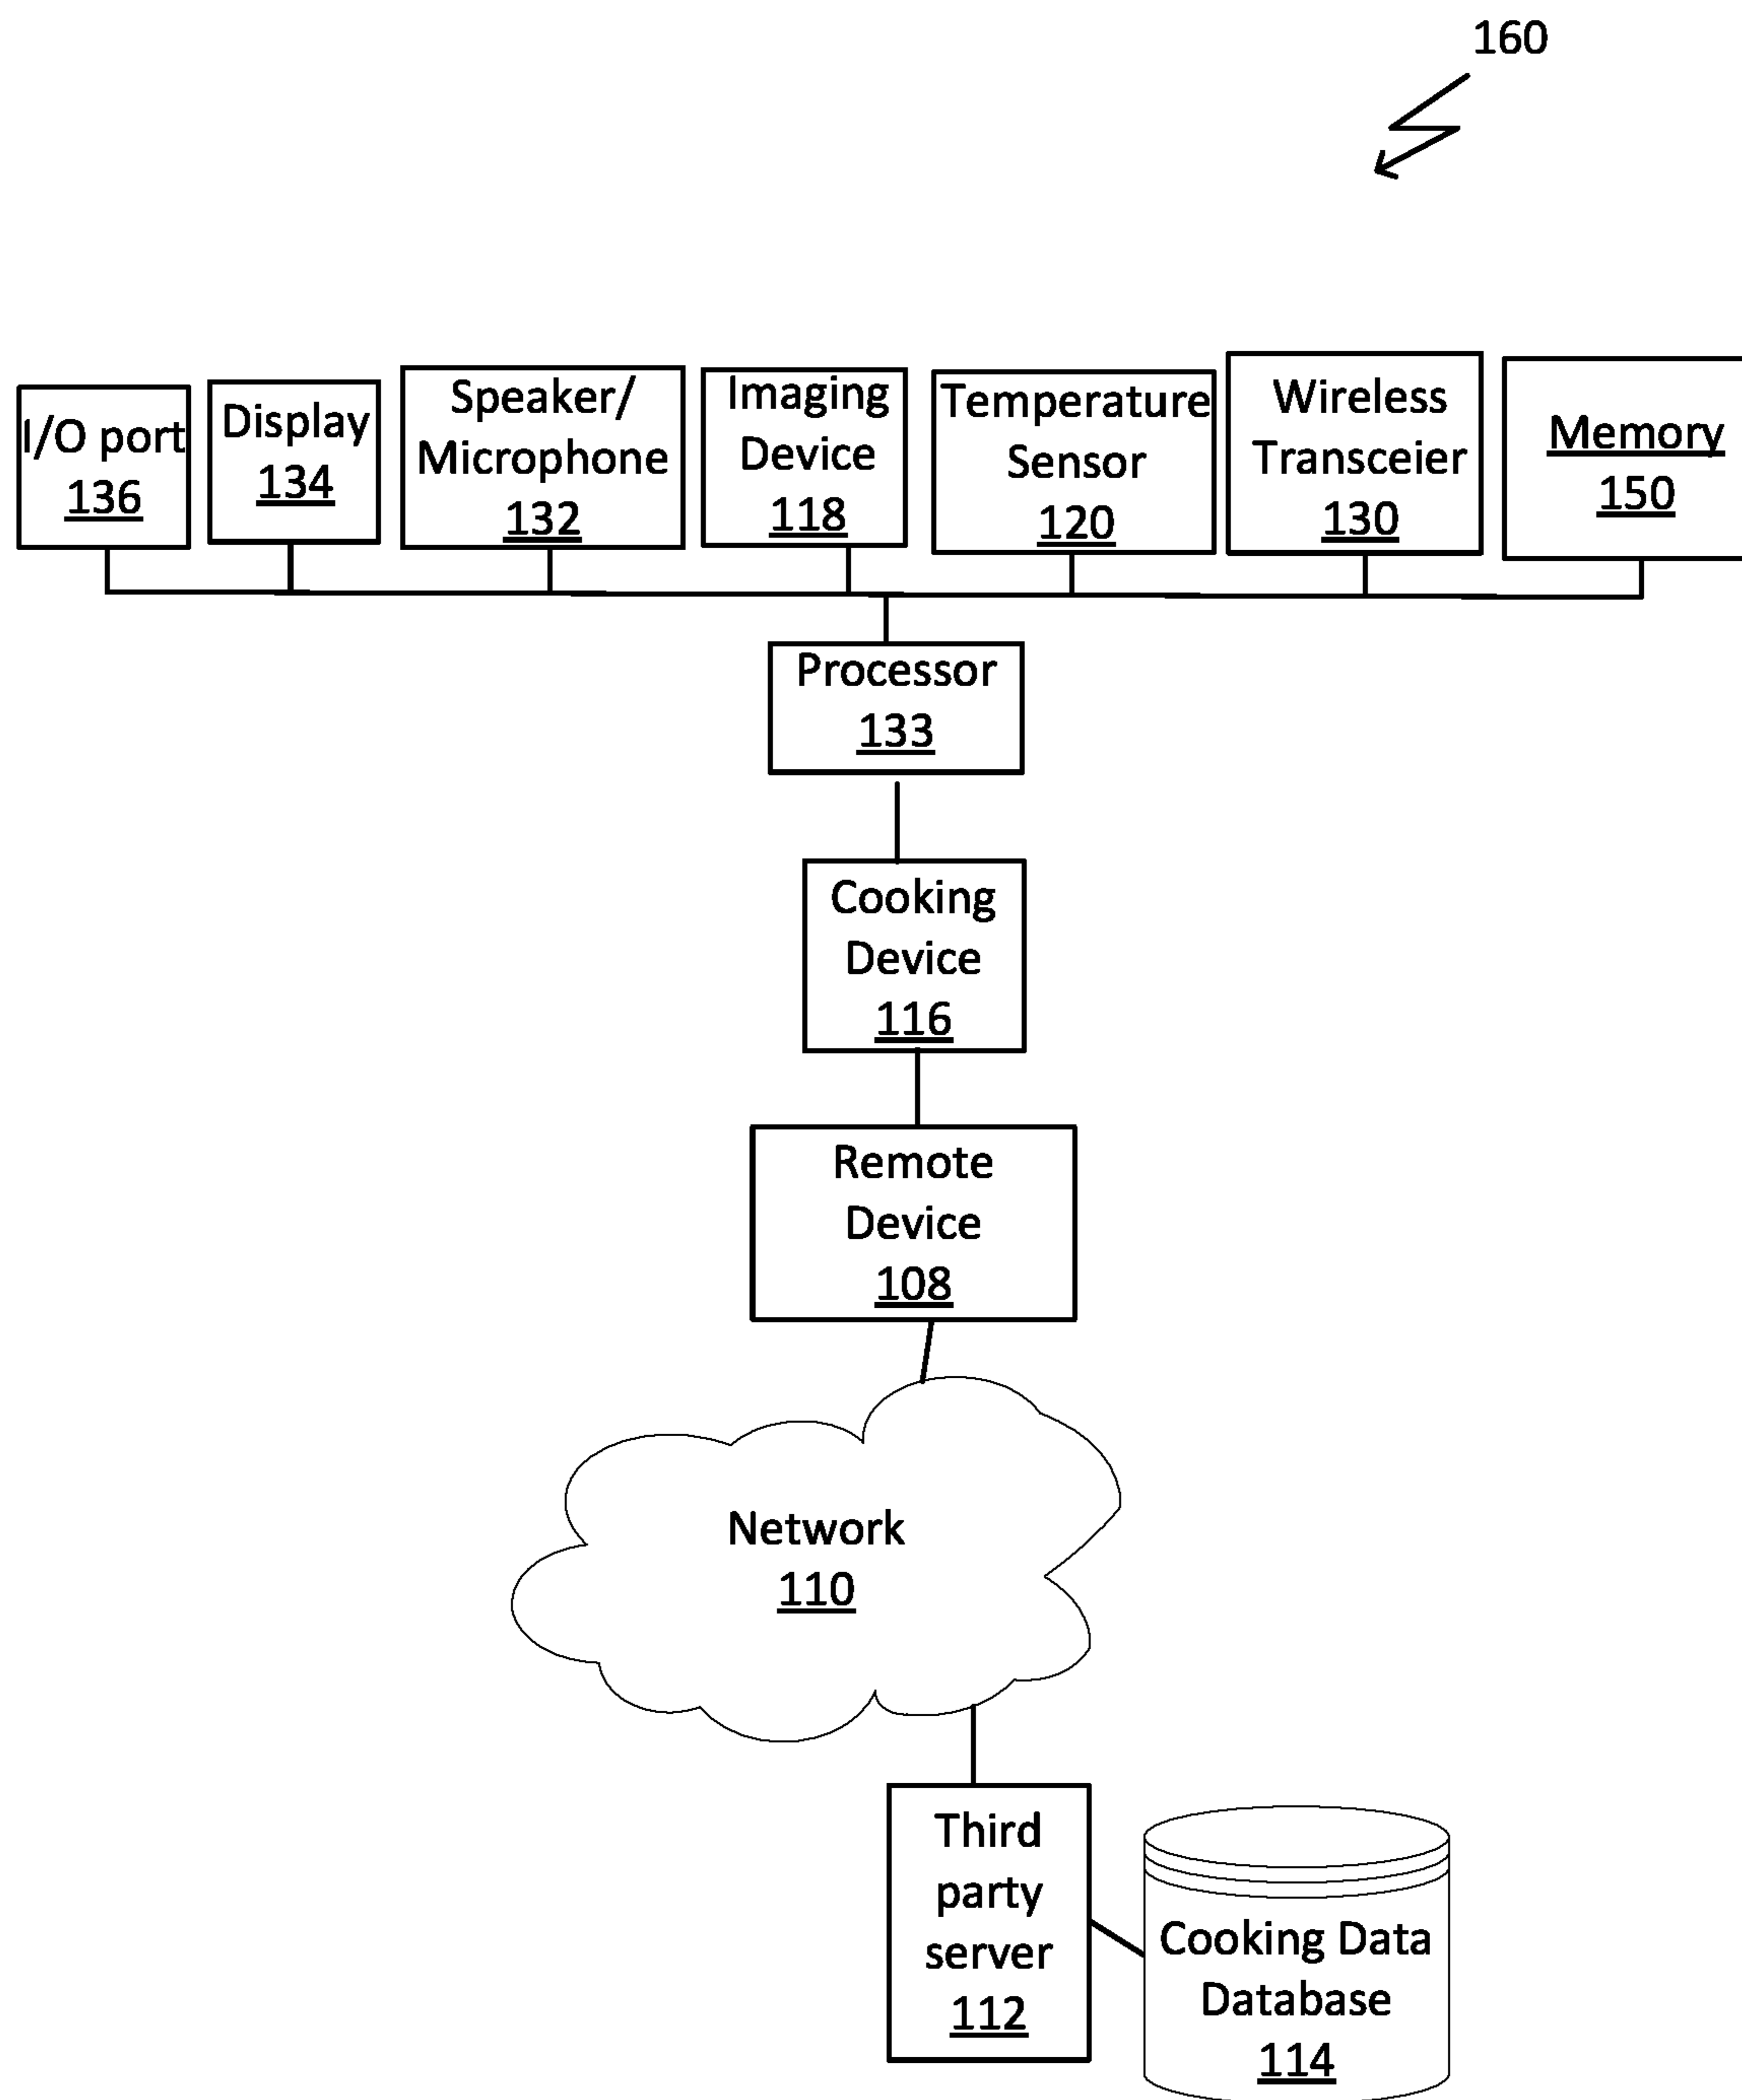 160
I/O port
136
Display
134
Speaker/
Microphone
132
Imaging
Device
118
Temperature
Sensor
120
Wireless
Transceier
130
Memory
150
Processor
133
Cooking
Device
116
Remote
Device
108
Network
110
Third
party
server
112
Cooking Data
Database
114